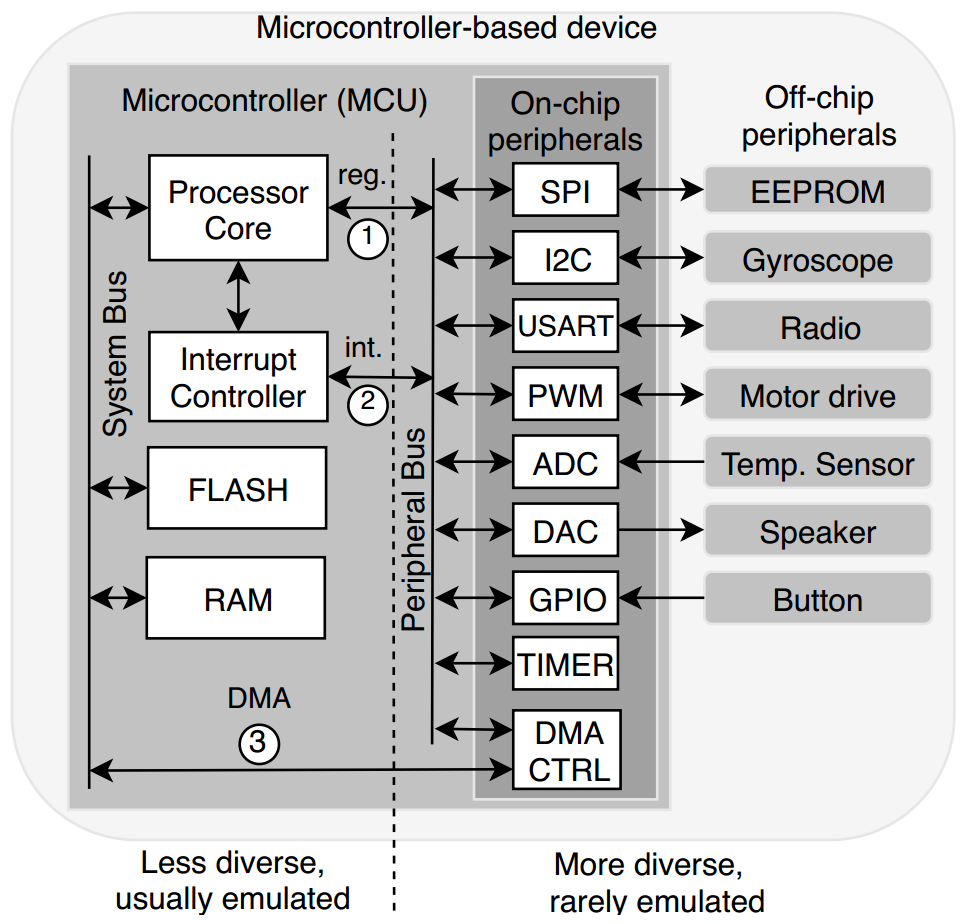 Microcontroller-based device
Microcontroller (MCU)
On-chip
peripherals
Off-chip
peripherals
Processor
Core
reg.
1
Interrupt
Controller
int.
2
System Bus
FLASH
RAM
Peripheral Bus
DMA
3
SPI
I2C
USART
PWM
ADC
DAC
GPIO
TIMER
DMA
CTRL
EEPROM
Gyroscope
Radio
Motor drive
Temp. Sensor
Speaker
Button
Less diverse,
usually emulated
More diverse,
rarely emulated